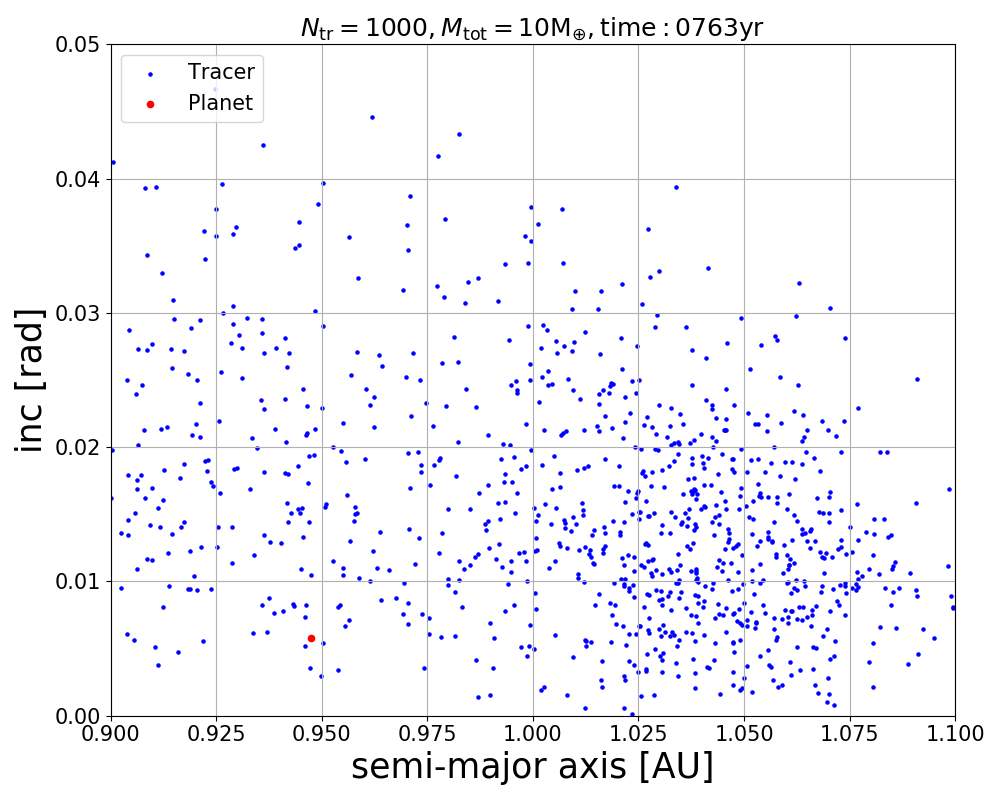 N_tr = 1000, M_tot = 10M_⊕, time : 0763yr
Tracer
Planet
0.05
0.04
0.03
0.02
0.01
0.00
inc [rad]
0.900 0.925 0.950 0.975 1.000 1.025 1.050 1.075 1.100
semi-major axis [AU]